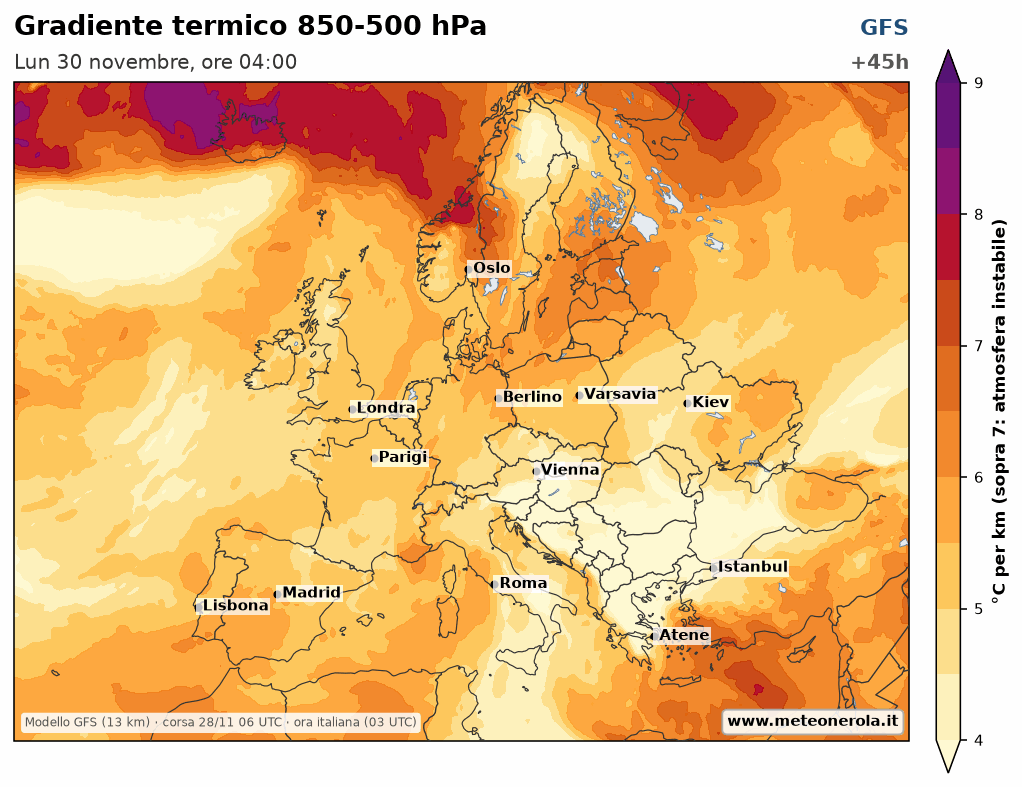 Gradiente termico 850-500 hPa
GFS
Lun 30 novembre, ore 04:00
+45h
9
8
7
6
5
4
°C per km (sopra 7: atmosfera instabile)
Oslo
Berlino
Varsavia
Kiev
Londra
Parigi
Vienna
Istanbul
Roma
Madrid
Lisbona
Atene
Modello GFS (13 km) · corsa 28/11 06 UTC · ora italiana (03 UTC)
www.meteonerola.it